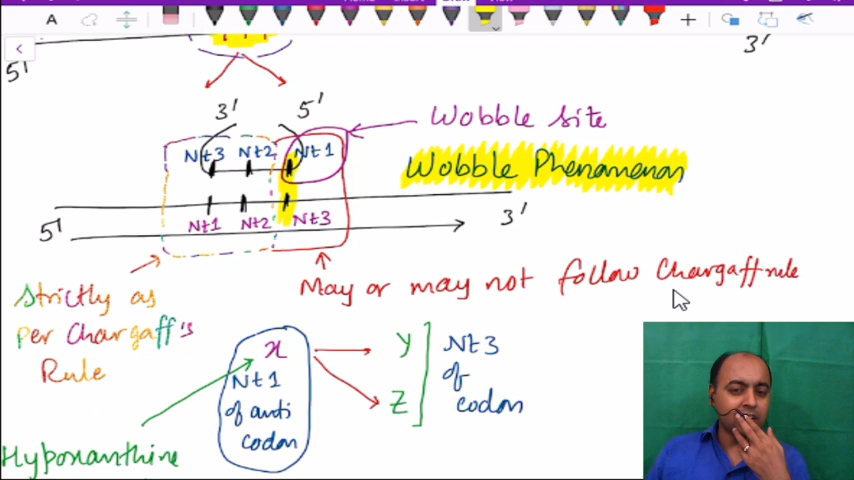 5'
3'
3' 5'
Wobble site
Nt3 Nt2 Nt1
Wobble Phenomenon
Nt1 Nt2 Nt3
5' 3'
May or may not follow Chargaff rule
Strictly as
per Chargaff's
Rule
x
Nt1
of anti
codon
Y
Z
Nt3
of
codon
Hypoxanthine